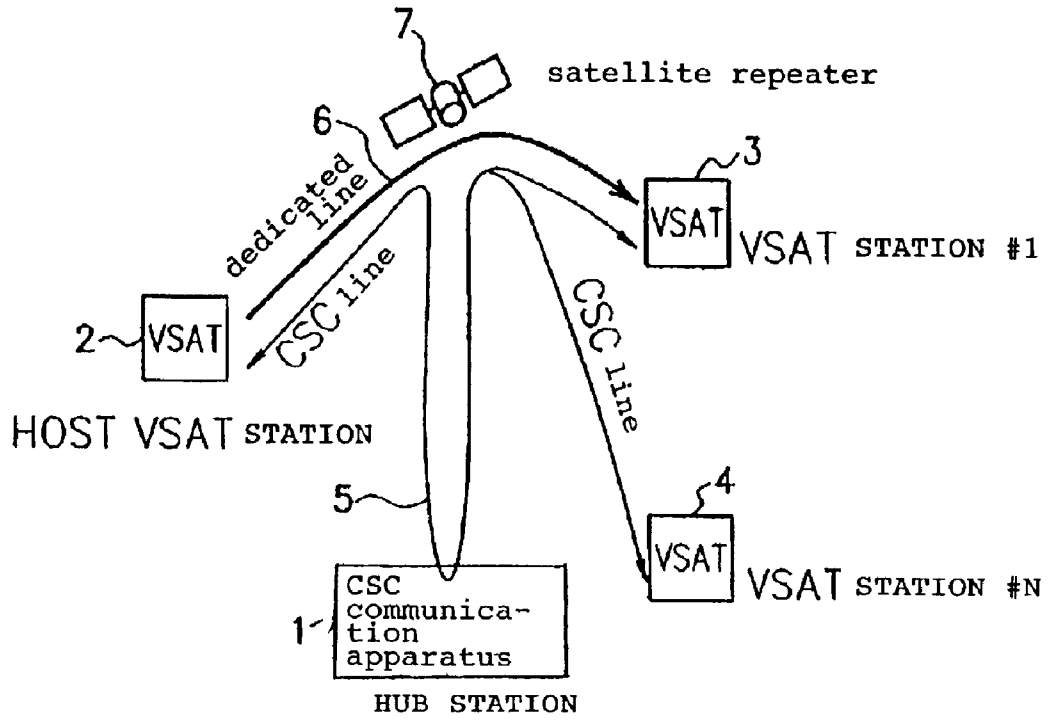 7
satellite repeater
6
dedicated
line
3
VSAT
VSAT STATION #1
CSC line
2
VSAT
CSC line
HOST VSAT STATION
5
4
VSAT
VSAT STATION #N
1
CSC
communica-
tion
apparatus
HUB STATION